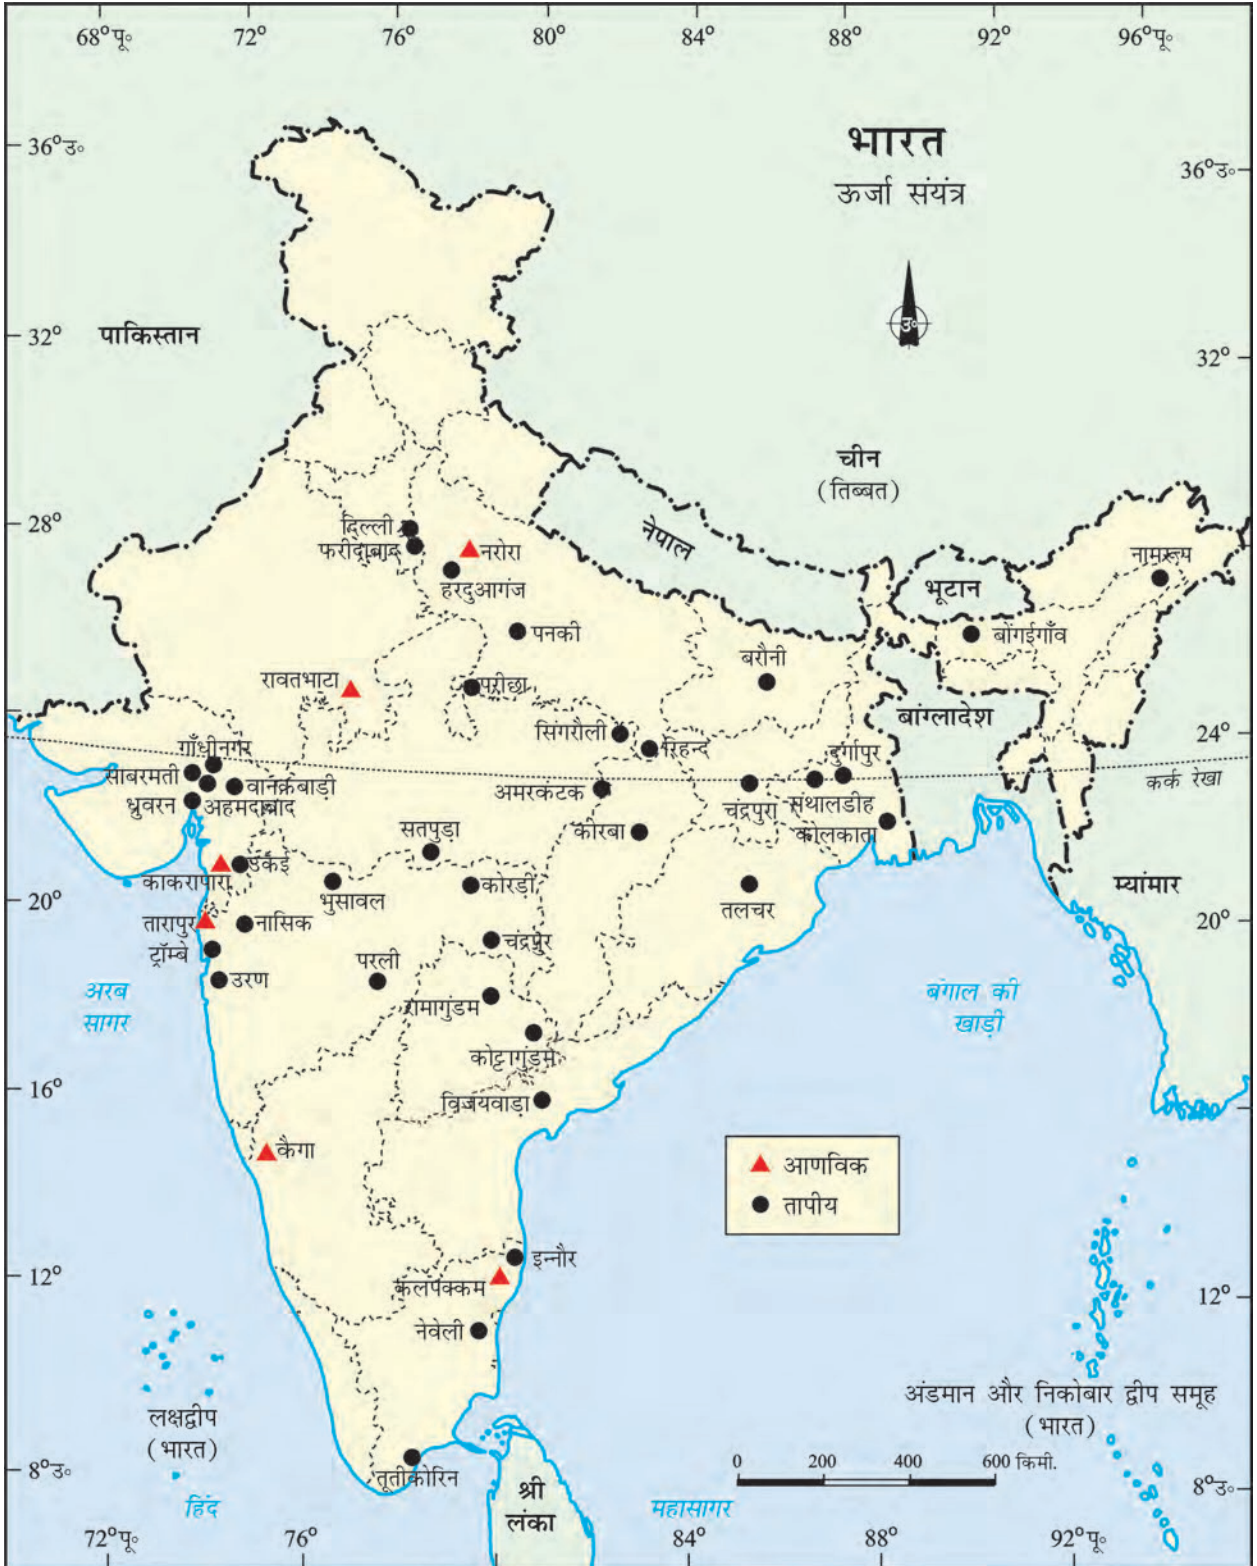 68°पू॰ 72° 76° 80° 84° 88° 92° 96°पू॰
भारत
ऊर्जा संयंत्र
36°उ॰
36°उ॰
उ॰
पाकिस्तान
32°
32°
चीन
(तिब्बत)
28°
28°
नेपाल
भूटान
दिल्ली
फरीदाबाद
नरोरा
हरदुआगंज
नामरूप
पनकी
बोंगईगाँव
बरौनी
रावतभाटा
परीछा
बांग्लादेश
सिंगरौली
रिहन्द
दुर्गापुर
24°
गाँधीनगर
साबरमती
वानकबाड़ी
ध्रुवरन
अहमदाबाद
अमरकंटक
चंद्रपुरा
संथालडीह
कर्क रेखा
सतपुड़ा
कोरबा
कोलकाता
उकई
काकरापारा
भुसावल
कोरडी
तलचर
म्यांमार
20°
20°
तारापुर
नासिक
ट्रॉम्बे
चंद्रपुर
उरण
परली
रामागुंडम
अरब
सागर
बंगाल की
खाड़ी
कोट्टागुंडम
16°
विजयवाड़ा
कैगा
आणविक
तापीय
इन्नौर
12°
कलपक्कम
12°
नेवेली
लक्षद्वीप
(भारत)
अंडमान और निकोबार द्वीप समूह
(भारत)
0 200 400 600 किमी.
8°उ॰
तूतीकोरिन
8°उ॰
श्री
लंका
हिंद
महासागर
72°पू॰ 76° 84° 88° 92°पू॰